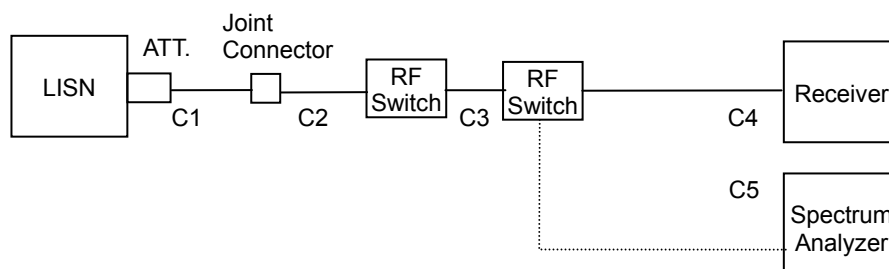 Joint
Connector
ATT.
LISN
C1
C2
RF
Switch
C3
RF
Switch
C4
Receiver
C5
Spectrum
Analyzer